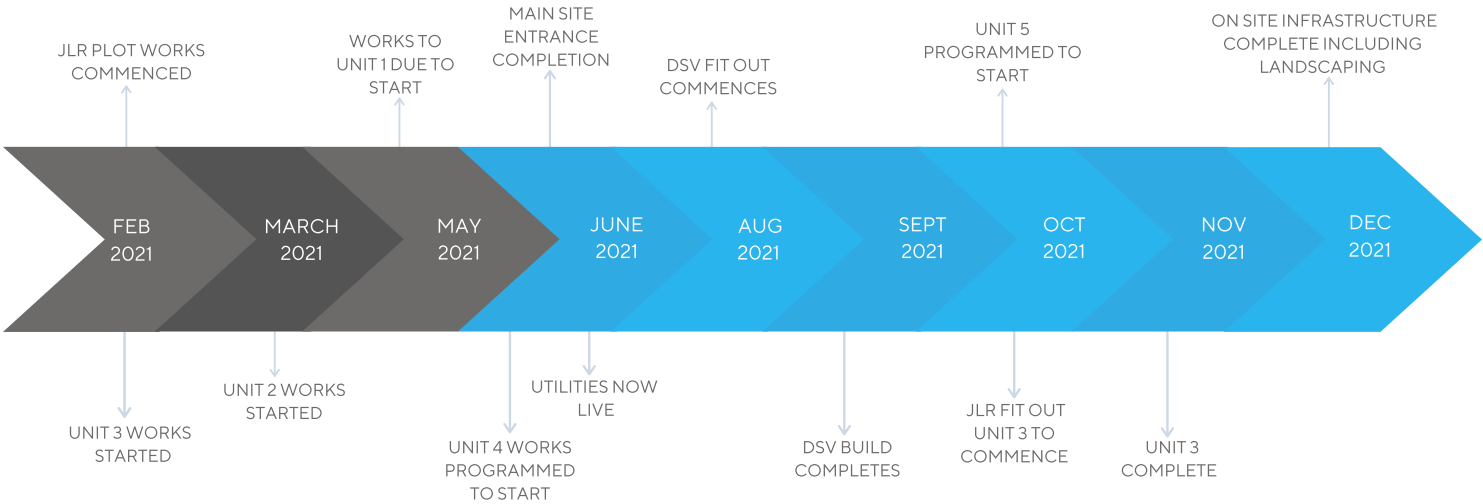 JLR PLOT WORKS
COMMENCED
WORKS TO
UNIT 1 DUE TO
START
MAIN SITE
ENTRANCE
COMPLETION
DSV FIT OUT
COMMENCES
UNIT 5
PROGRAMMED TO
START
ON SITE INFRASTRUCTURE
COMPLETE INCLUDING
LANDSCAPING
FEB
2021
MARCH
2021
MAY
2021
JUNE
2021
AUG
2021
SEPT
2021
OCT
2021
NOV
2021
DEC
2021
UNIT 3 WORKS
STARTED
UNIT 2 WORKS
STARTED
UNIT 4 WORKS
PROGRAMMED
TO START
UTILITIES NOW
LIVE
DSV BUILD
COMPLETES
JLR FIT OUT
UNIT 3 TO
COMMENCE
UNIT 3
COMPLETE